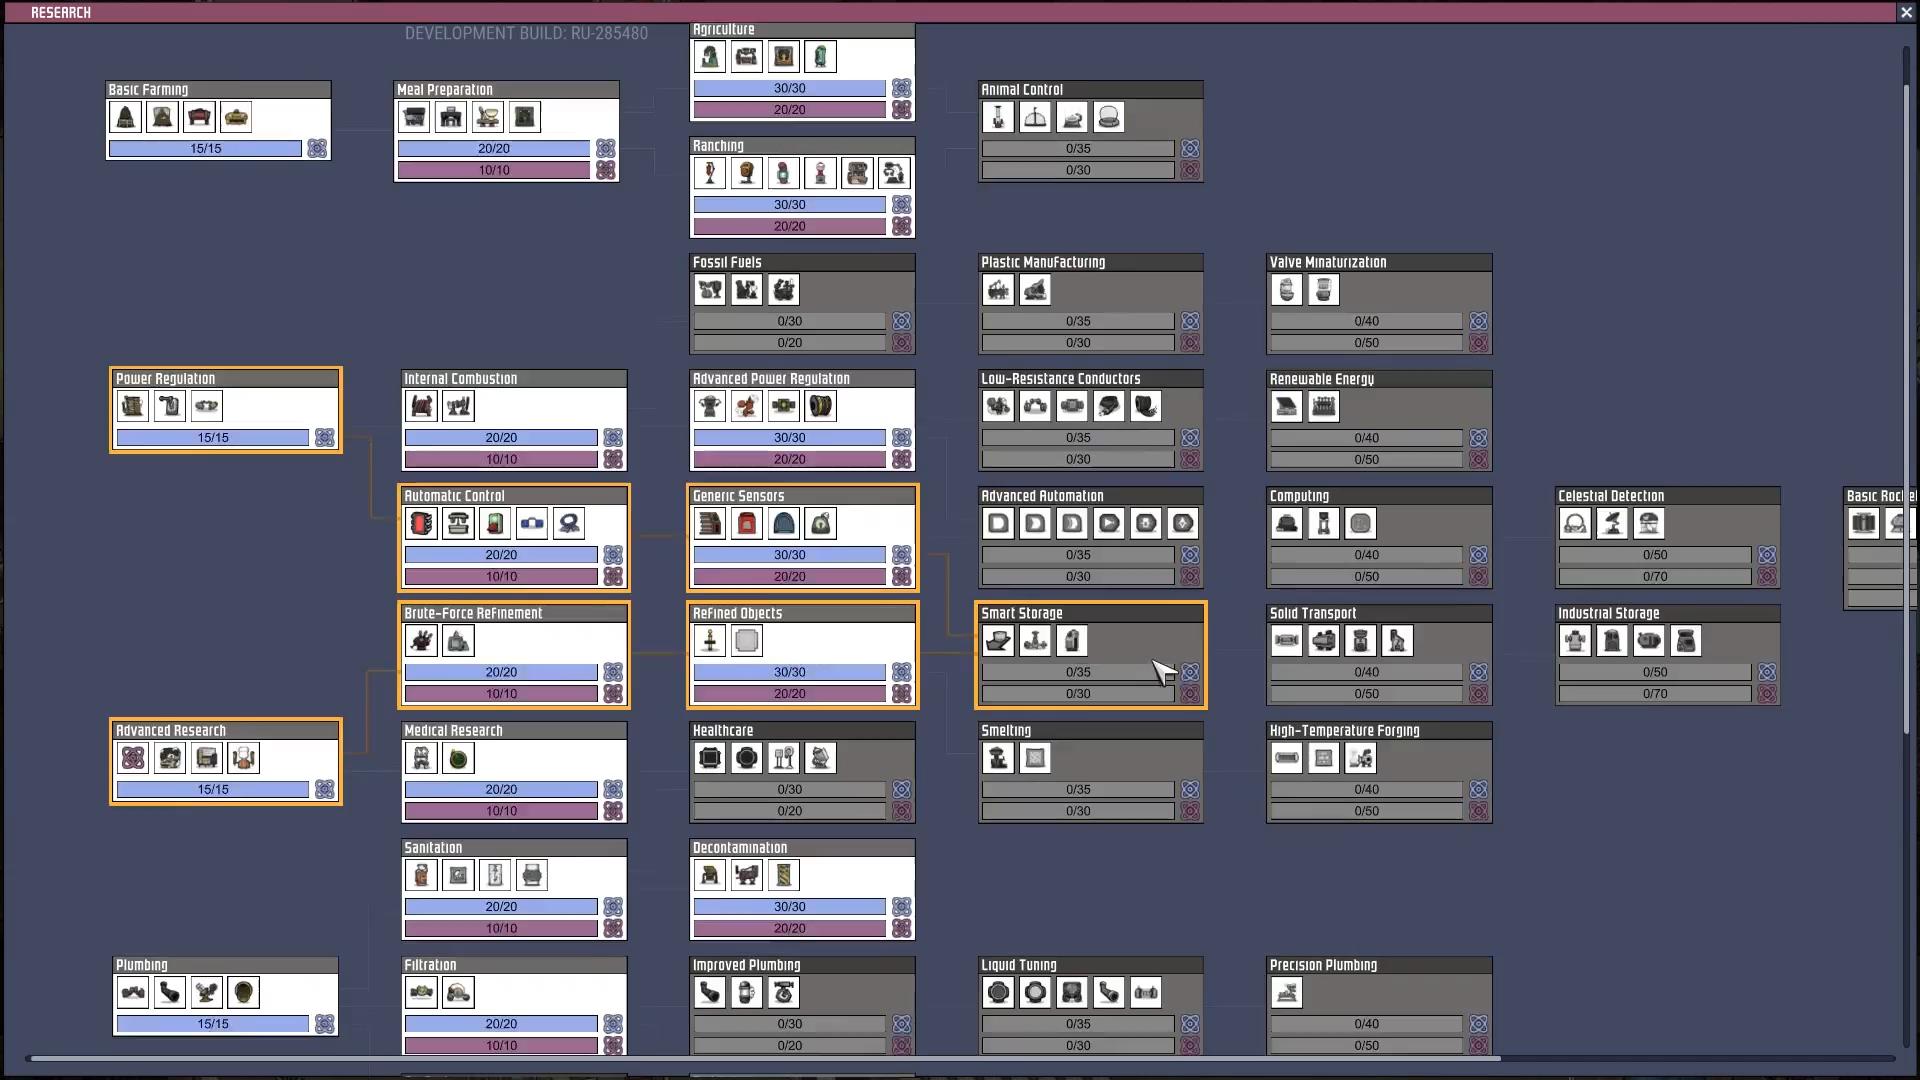 RESEARCH
DEVELOPMENT BUILD: RU-285480
Agriculture
30/30
20/20
Basic Farming
15/15
Meal Preparation
20/20
10/10
Animal Control
0/35
0/30
Ranching
30/30
20/20
Fossil Fuels
0/30
0/20
Plastic Manufacturing
0/35
0/30
Valve Minaturization
0/40
0/50
Power Regulation
15/15
Internal Combustion
20/20
10/10
Advanced Power Regulation
30/30
20/20
Low-Resistance Conductors
0/35
0/30
Renewable Energy
0/40
0/50
Automatic Control
20/20
10/10
Generic Sensors
30/30
20/20
Advanced Automation
0/35
0/30
Computing
0/40
0/50
Celestial Detection
0/50
0/70
Basic
Brute-Force Refinement
20/20
10/10
Refined Objects
30/30
20/20
Smart Storage
0/35
0/30
Solid Transport
0/40
0/50
Industrial Storage
0/50
0/70
Advanced Research
15/15
Medical Research
20/20
10/10
Healthcare
0/30
0/20
Smelting
0/35
0/30
High-Temperature Forging
0/40
0/50
Sanitation
20/20
10/10
Decontamination
30/30
20/20
Plumbing
15/15
Filtration
20/20
10/10
Improved Plumbing
0/30
0/20
Liquid Tuning
0/35
0/30
Precision Plumbing
0/40
0/50